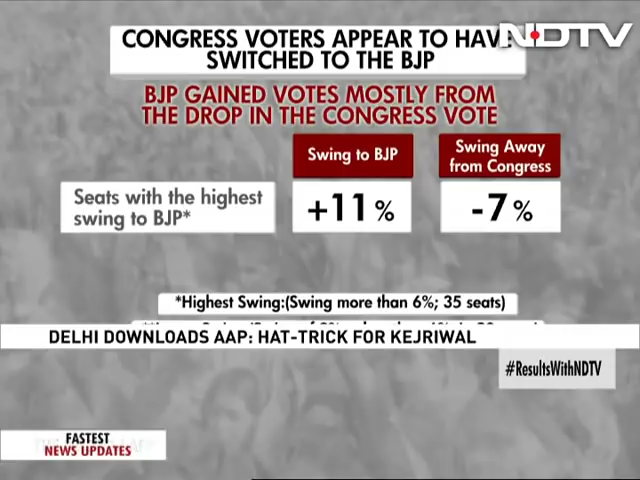 CONGRESS VOTERS APPEAR TO HAVE
NDTV
SWITCHED TO THE BJP
BJP GAINED VOTES MOSTLY FROM
THE DROP IN THE CONGRESS VOTE
Swing to BJP
Swing Away
from Congress
Seats with the highest
swing to BJP*
+11%
-7%
*Highest Swing:(Swing more than 6%; 35 seats)
DELHI DOWNLOADS AAP: HAT-TRICK FOR KEJRIWAL
#ResultsWithNDTV
FASTEST
NEWS UPDATES